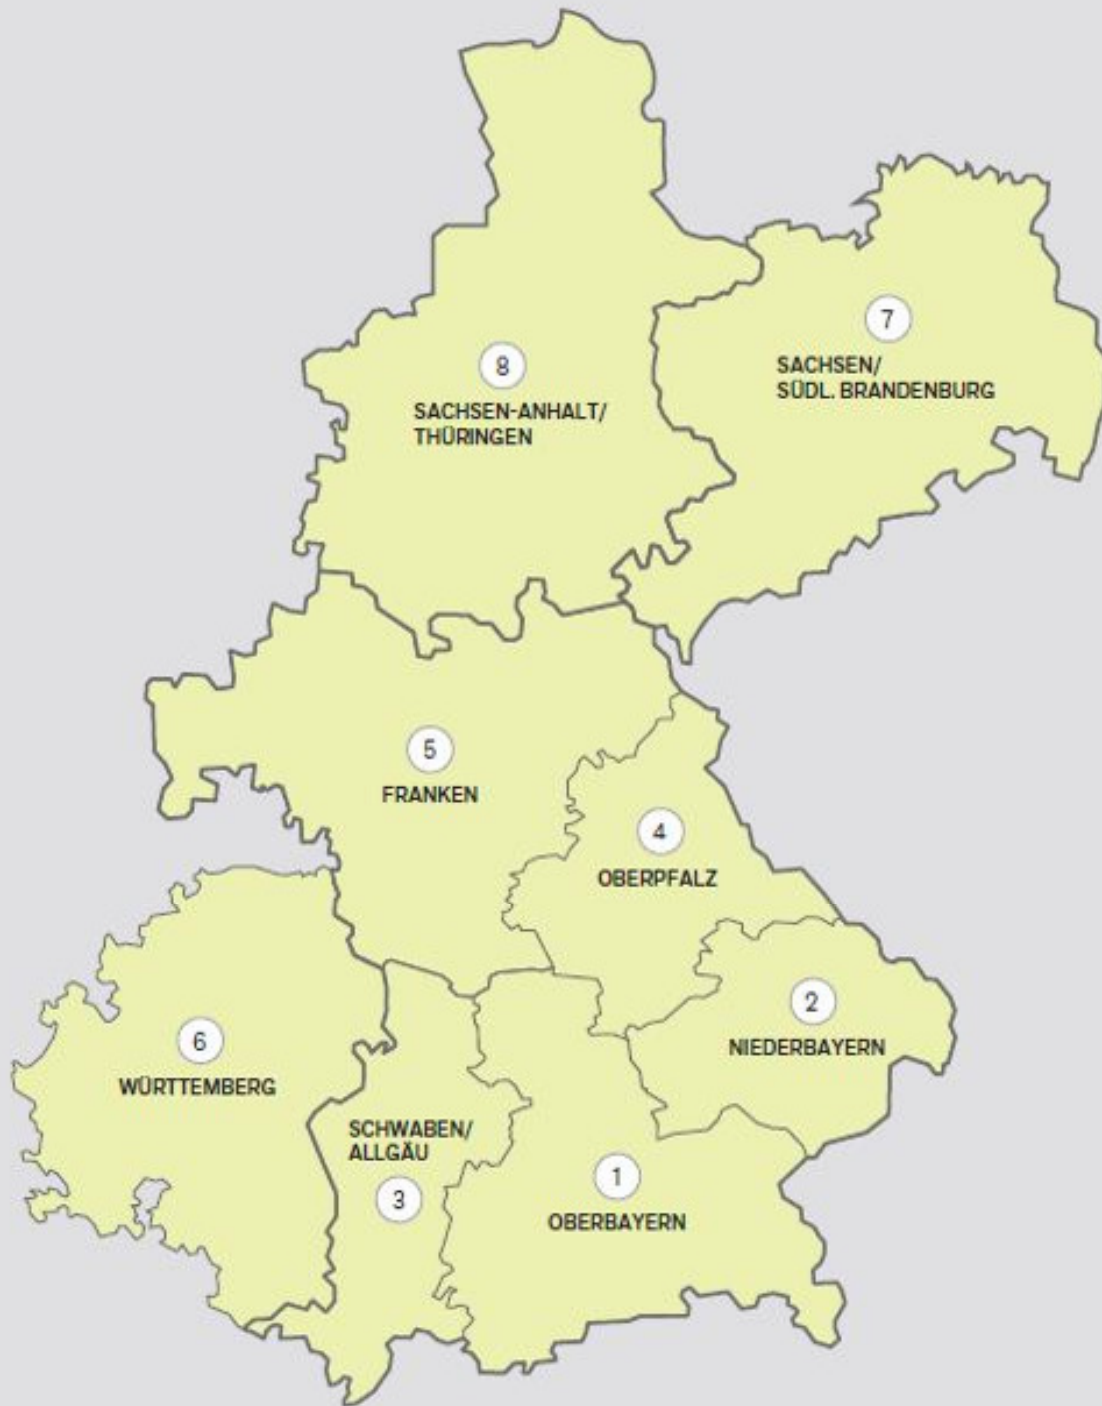 8
SACHSEN-ANHALT/
THÜRINGEN
7
SACHSEN/
SÜDL. BRANDENBURG
5
FRANKEN
4
OBERPFALZ
2
NIEDERBAYERN
6
WÜRTTEMBERG
SCHWABEN/
ALLGÄU
3
1
OBERBAYERN